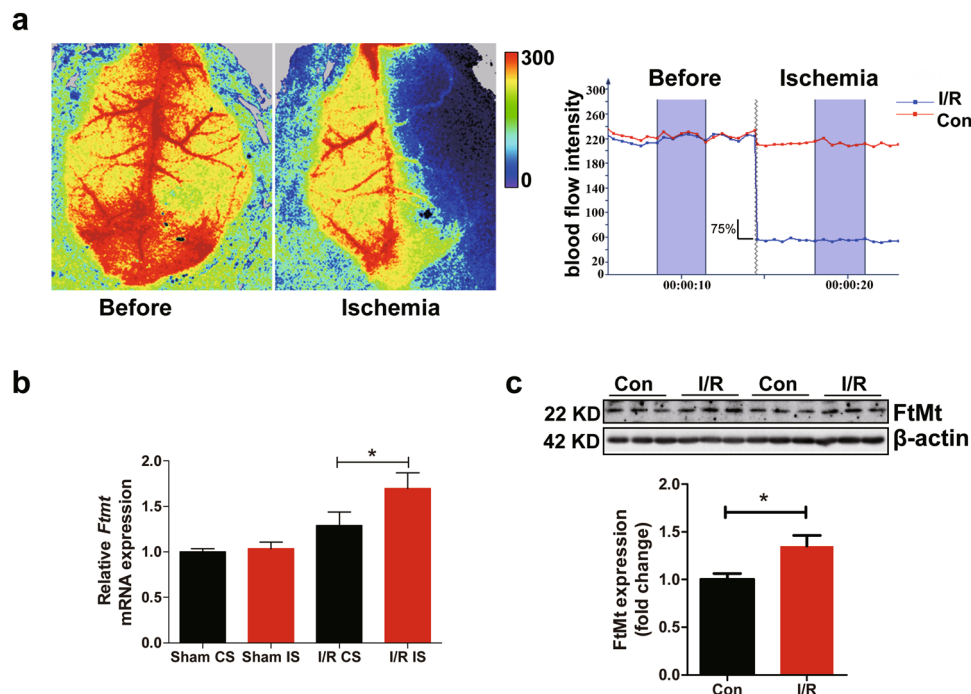 a
300
0
Before
Ischemia
Before
Ischemia
I/R
Con
blood flow intensity
300
260
220
180
140
100
60
20
0
75%
00:00:10
00:00:20
b
Relative Ftmt
mRNA expression
2.0
1.5
1.0
0.5
0.0
*
Sham CS
Sham IS
I/R CS
I/R IS
c
Con
I/R
Con
I/R
22 KD
FtMt
42 KD
β-actin
FtMt expression
(fold change)
2.0
1.5
1.0
0.5
0.0
*
Con
I/R